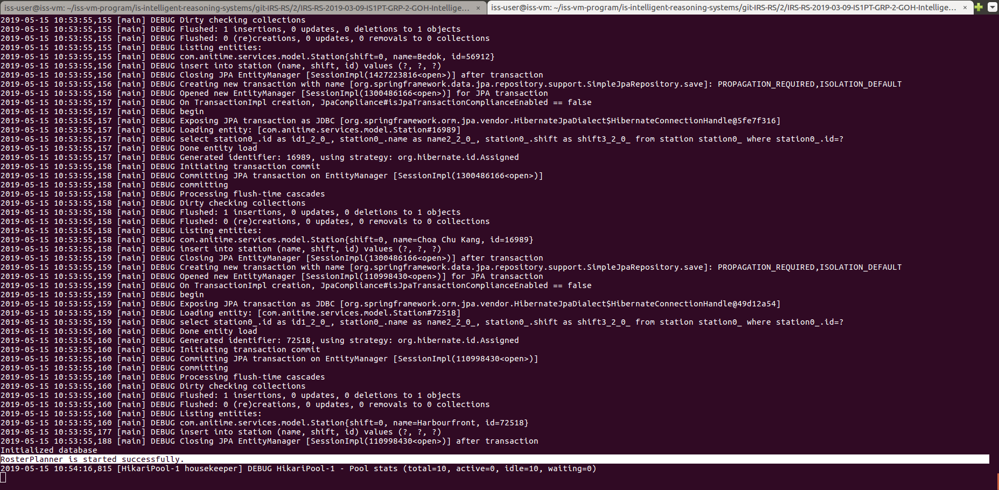 iss-user@iss-vm: ~/iss-vm-program/is-intelligent-reasoning-systems/git-IRS-RS/2/IRS-RS-2019-03-09-IS1PT-GRP-2-GOH-Intellige... ×
iss-user@iss-vm: ~/iss-vm-program/is-intelligent-reasoning-systems/git-IRS-RS/2/IRS-RS-2019-03-09-IS1PT-GRP-2-GOH-Intellige... ×
2019-05-15 10:53:55,155 [main] DEBUG Dirty checking collections
2019-05-15 10:53:55,155 [main] DEBUG Flushed: 1 insertions, 0 updates, 0 deletions to 1 objects
2019-05-15 10:53:55,155 [main] DEBUG Flushed: 0 (re)creations, 0 updates, 0 removals to 0 collections
2019-05-15 10:53:55,155 [main] DEBUG Listing entities:
2019-05-15 10:53:55,155 [main] DEBUG com.anitime.services.model.Station{shift=0, name=Bedok, id=56912}
2019-05-15 10:53:55,156 [main] DEBUG insert into station (name, shift, id) values (?, ?, ?)
2019-05-15 10:53:55,156 [main] DEBUG Closing JPA EntityManager [SessionImpl(1427223816<open>)] after transaction
2019-05-15 10:53:55,156 [main] DEBUG Creating new transaction with name [org.springframework.data.jpa.repository.support.SimpleJpaRepository.save]: PROPAGATION_REQUIRED,ISOLATION_DEFAULT
2019-05-15 10:53:55,156 [main] DEBUG Opened new EntityManager [SessionImpl(1300486166<open>)] for JPA transaction
2019-05-15 10:53:55,157 [main] DEBUG On TransactionImpl creation, JpaCompliance#isJpaTransactionComplianceEnabled == false
2019-05-15 10:53:55,157 [main] DEBUG begin
2019-05-15 10:53:55,157 [main] DEBUG Exposing JPA transaction as JDBC [org.springframework.orm.jpa.vendor.HibernateJpaDialect$HibernateConnectionHandle@5fe7f316]
2019-05-15 10:53:55,157 [main] DEBUG Loading entity: [com.anitime.services.model.Station#16989]
2019-05-15 10:53:55,157 [main] DEBUG select station0_.id as id1_2_0_, station0_.name as name2_2_0_, station0_.shift as shift3_2_0_ from station station0_ where station0_.id=?
2019-05-15 10:53:55,157 [main] DEBUG Done entity load
2019-05-15 10:53:55,157 [main] DEBUG Generated identifier: 16989, using strategy: org.hibernate.id.Assigned
2019-05-15 10:53:55,158 [main] DEBUG Initiating transaction commit
2019-05-15 10:53:55,158 [main] DEBUG Committing JPA transaction on EntityManager [SessionImpl(1300486166<open>)]
2019-05-15 10:53:55,158 [main] DEBUG committing
2019-05-15 10:53:55,158 [main] DEBUG Processing flush-time cascades
2019-05-15 10:53:55,158 [main] DEBUG Dirty checking collections
2019-05-15 10:53:55,158 [main] DEBUG Flushed: 1 insertions, 0 updates, 0 deletions to 1 objects
2019-05-15 10:53:55,158 [main] DEBUG Flushed: 0 (re)creations, 0 updates, 0 removals to 0 collections
2019-05-15 10:53:55,158 [main] DEBUG Listing entities:
2019-05-15 10:53:55,158 [main] DEBUG com.anitime.services.model.Station{shift=0, name=Choa Chu Kang, id=16989}
2019-05-15 10:53:55,158 [main] DEBUG insert into station (name, shift, id) values (?, ?, ?)
2019-05-15 10:53:55,159 [main] DEBUG Closing JPA EntityManager [SessionImpl(1300486166<open>)] after transaction
2019-05-15 10:53:55,159 [main] DEBUG Creating new transaction with name [org.springframework.data.jpa.repository.support.SimpleJpaRepository.save]: PROPAGATION_REQUIRED,ISOLATION_DEFAULT
2019-05-15 10:53:55,159 [main] DEBUG Opened new EntityManager [SessionImpl(110998430<open>)] for JPA transaction
2019-05-15 10:53:55,159 [main] DEBUG On TransactionImpl creation, JpaCompliance#isJpaTransactionComplianceEnabled == false
2019-05-15 10:53:55,159 [main] DEBUG begin
2019-05-15 10:53:55,159 [main] DEBUG Exposing JPA transaction as JDBC [org.springframework.orm.jpa.vendor.HibernateJpaDialect$HibernateConnectionHandle@49d12a54]
2019-05-15 10:53:55,159 [main] DEBUG Loading entity: [com.anitime.services.model.Station#72518]
2019-05-15 10:53:55,159 [main] DEBUG select station0_.id as id1_2_0_, station0_.name as name2_2_0_, station0_.shift as shift3_2_0_ from station station0_ where station0_.id=?
2019-05-15 10:53:55,160 [main] DEBUG Done entity load
2019-05-15 10:53:55,160 [main] DEBUG Generated identifier: 72518, using strategy: org.hibernate.id.Assigned
2019-05-15 10:53:55,160 [main] DEBUG Initiating transaction commit
2019-05-15 10:53:55,160 [main] DEBUG Committing JPA transaction on EntityManager [SessionImpl(110998430<open>)]
2019-05-15 10:53:55,160 [main] DEBUG committing
2019-05-15 10:53:55,160 [main] DEBUG Processing flush-time cascades
2019-05-15 10:53:55,160 [main] DEBUG Dirty checking collections
2019-05-15 10:53:55,160 [main] DEBUG Flushed: 1 insertions, 0 updates, 0 deletions to 1 objects
2019-05-15 10:53:55,160 [main] DEBUG Flushed: 0 (re)creations, 0 updates, 0 removals to 0 collections
2019-05-15 10:53:55,160 [main] DEBUG Listing entities:
2019-05-15 10:53:55,160 [main] DEBUG com.anitime.services.model.Station{shift=0, name=Harbourfront, id=72518}
2019-05-15 10:53:55,177 [main] DEBUG insert into station (name, shift, id) values (?, ?, ?)
2019-05-15 10:53:55,188 [main] DEBUG Closing JPA EntityManager [SessionImpl(110998430<open>)] after transaction
Initialized database
RosterPlanner is started successfully.
2019-05-15 10:54:16,815 [HikariPool-1 housekeeper] DEBUG HikariPool-1 - Pool stats (total=10, active=0, idle=10, waiting=0)